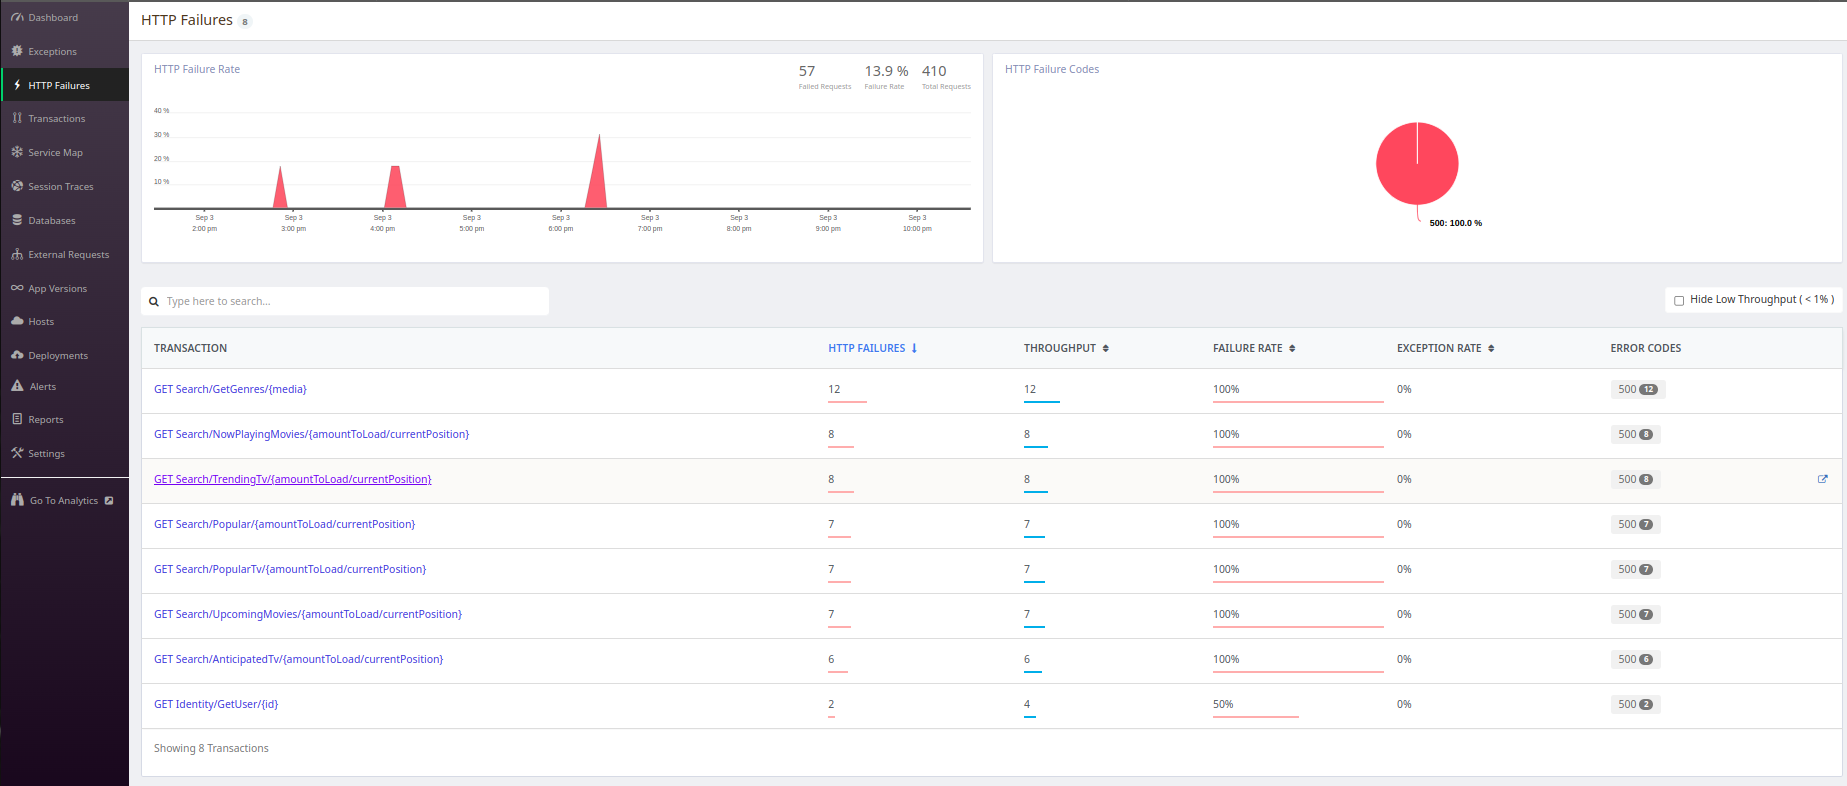 Dashboard
Exceptions
HTTP Failures
Transactions
Service Map
Session Traces
Databases
External Requests
App Versions
Hosts
Deployments
Alerts
Reports
Settings
Go To Analytics
HTTP Failures 8
HTTP Failure Rate
57 13.9 % 410
Failed Requests Failure Rate Total Requests
40 %
30 %
20 %
10 %
Sep 3 Sep 3 Sep 3 Sep 3 Sep 3 Sep 3 Sep 3 Sep 3 Sep 3
2:00 pm 3:00 pm 4:00 pm 5:00 pm 6:00 pm 7:00 pm 8:00 pm 9:00 pm 10:00 pm
HTTP Failure Codes
500: 100.0 %
Type here to search...
Hide Low Throughput ( < 1% )
TRANSACTION HTTP FAILURES THROUGHPUT FAILURE RATE EXCEPTION RATE ERROR CODES
GET Search/GetGenres/{media} 12 12 100% 0% 500 12
GET Search/NowPlayingMovies/{amountToLoad/currentPosition} 8 8 100% 0% 500 8
GET Search/TrendingTv/{amountToLoad/currentPosition} 8 8 100% 0% 500 8
GET Search/Popular/{amountToLoad/currentPosition} 7 7 100% 0% 500 7
GET Search/PopularTv/{amountToLoad/currentPosition} 7 7 100% 0% 500 7
GET Search/UpcomingMovies/{amountToLoad/currentPosition} 7 7 100% 0% 500 7
GET Search/AnticipatedTv/{amountToLoad/currentPosition} 6 6 100% 0% 500 6
GET Identity/GetUser/{id} 2 4 50% 0% 500 2
Showing 8 Transactions